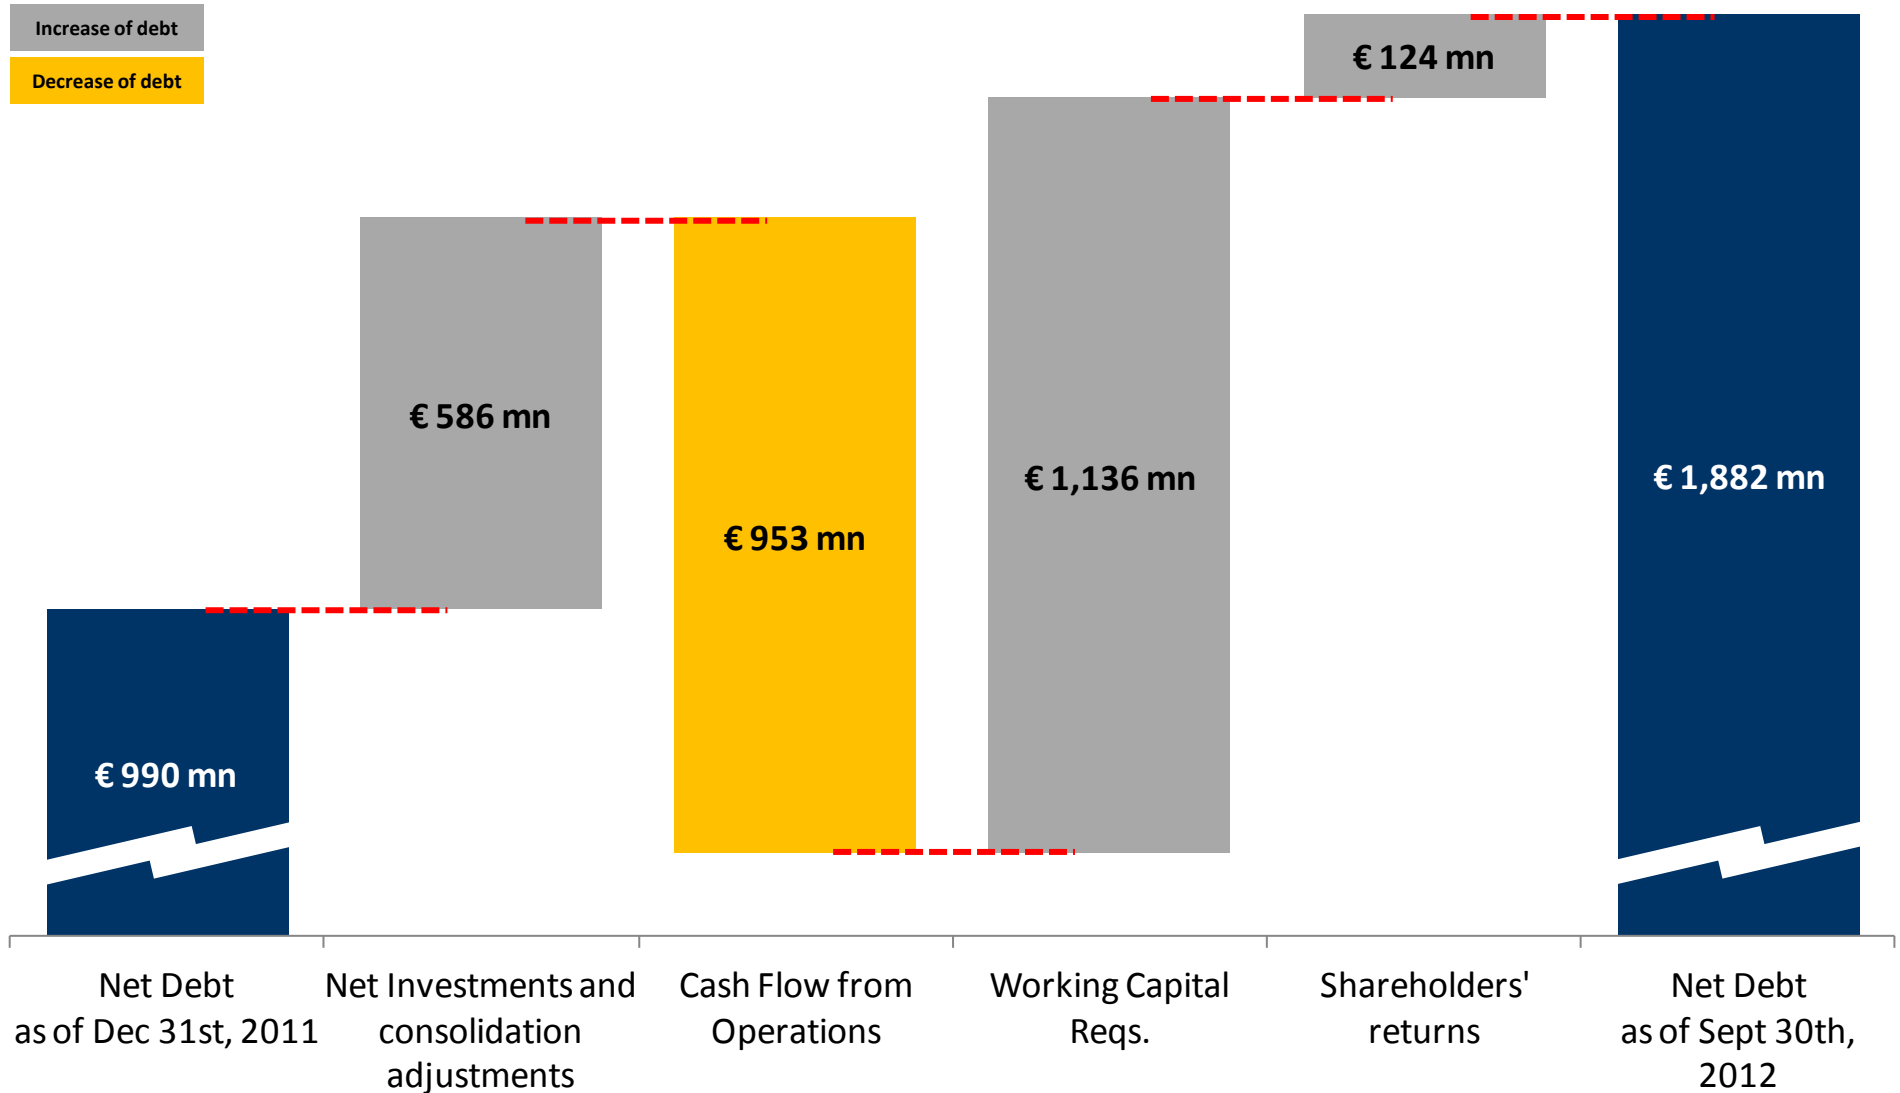 Increase of debt
Decrease of debt
€ 124 mn
€ 586 mn
€ 1,136 mn
€ 1,882 mn
€ 953 mn
€ 990 mn
Net Debt
as of Dec 31st, 2011
Net Investments and
consolidation
adjustments
Cash Flow from
Operations
Working Capital
Reqs.
Shareholders'
returns
Net Debt
as of Sept 30th,
2012